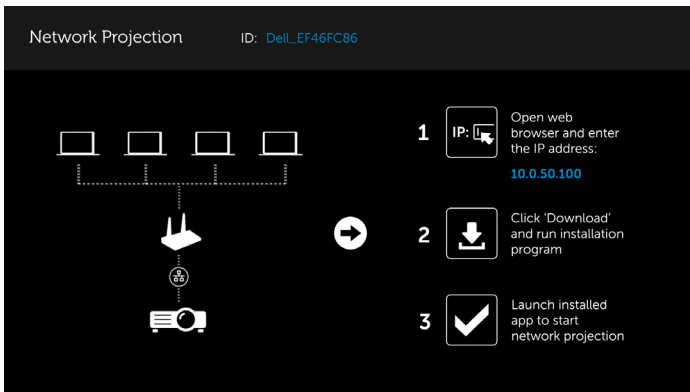 Network Projection ID: Dell_EF46FC86
1
IP:
Open web
browser and enter
the IP address:
10.0.50.100
2
Click ‘Download’
and run installation
program
3
Launch installed
app to start
network projection